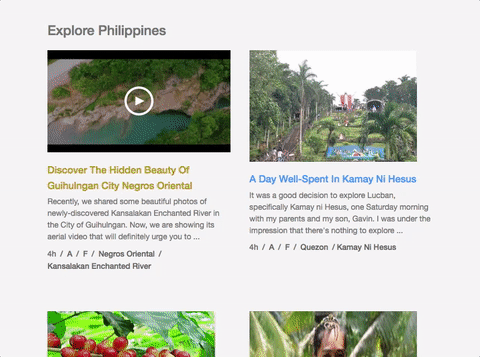 Explore Philippines
Discover The Hidden Beauty Of
Guihulngan City Negros Oriental
Recently, we shared some beautiful photos of
newly-discovered Kansalakan Enchanted River in
the City of Guihulngan. Now, we are showing its
aerial video that will definitely urge you to ...
4h / A / F / Negros Oriental /
Kansalakan Enchanted River
A Day Well-Spent In Kamay Ni Hesus
It was a good decision to explore Lucban,
specifically Kamay ni Hesus, one Saturday morning
with my parents and my son, Gavin. I was under the
impression that there's nothing to explore ...
4h / A / F / Quezon / Kamay Ni Hesus